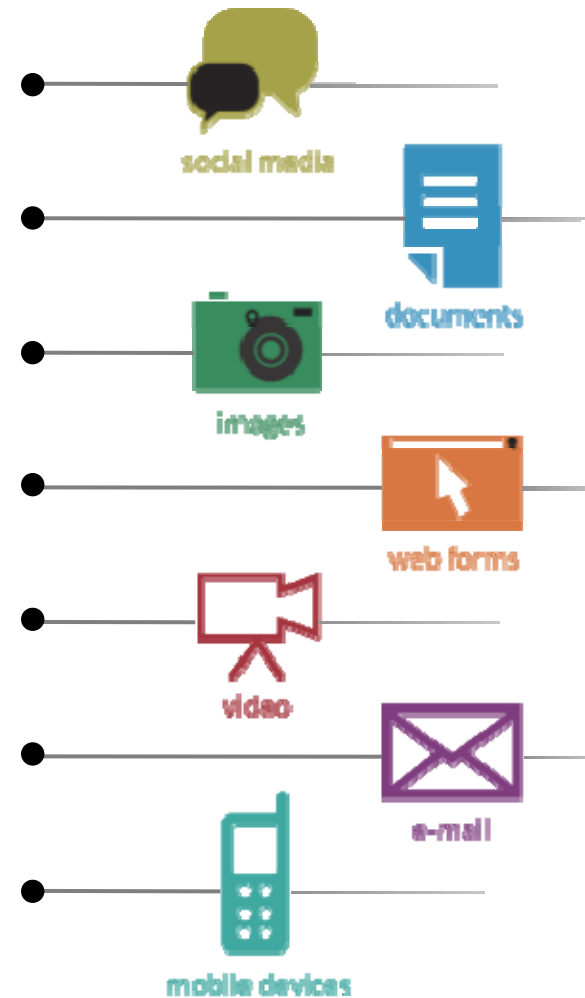 social media
documents
images
web forms
video
e-mail
mobile devices